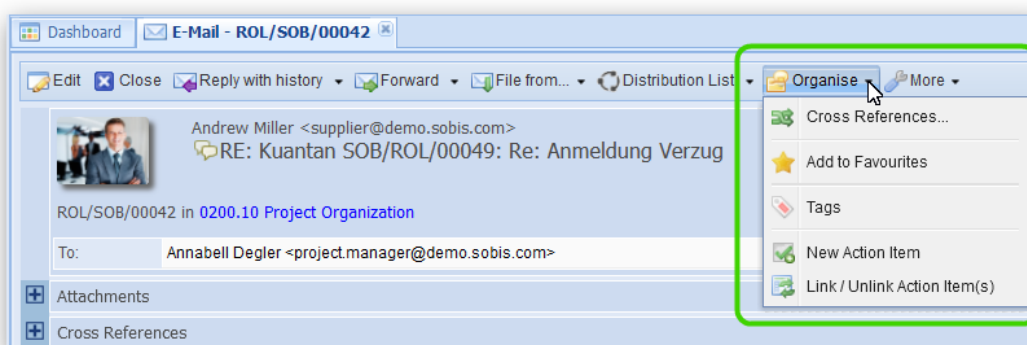 Dashboard E-Mail - ROL/SOB/00042
Edit Close Reply with history Forward File from... Distribution List Organise More
Cross References...
Andrew Miller <supplier@demo.sobis.com>
RE: Kuantan SOB/ROL/00049: Re: Anmeldung Verzug
Add to Favourites
ROL/SOB/00042 in 0200.10 Project Organization
Tags
To: Annabell Degler <project.manager@demo.sobis.com>
New Action Item
Link / Unlink Action Item(s)
Attachments
Cross References